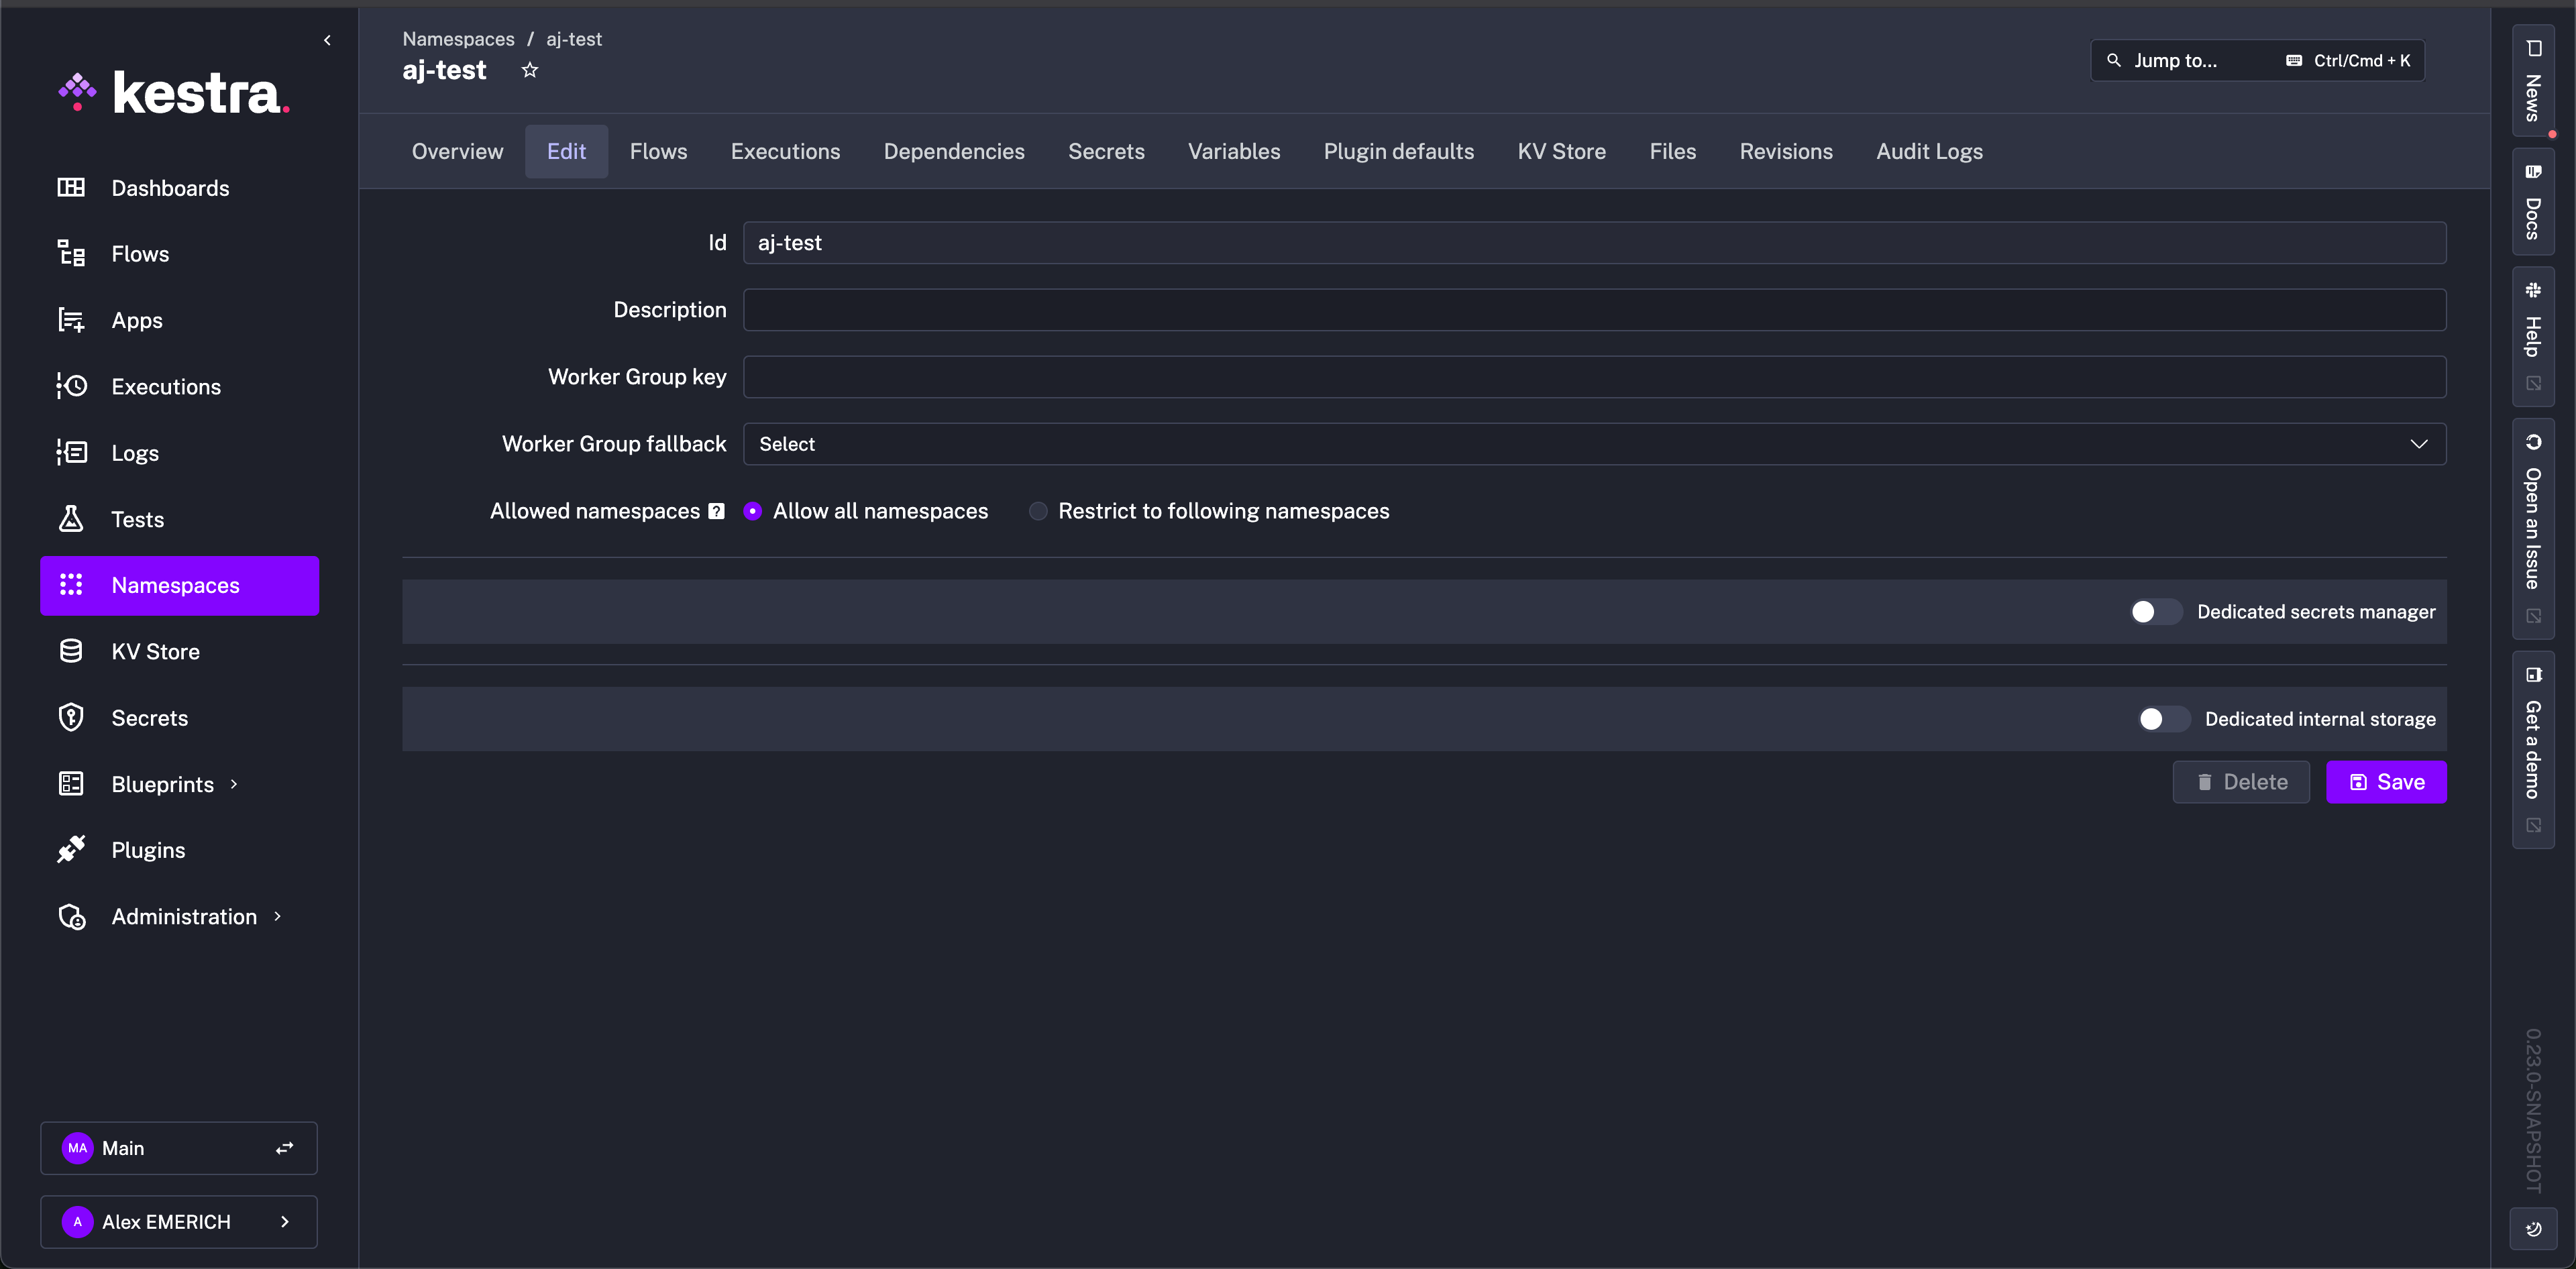 kestra.
Dashboards
Flows
Apps
Executions
Logs
Tests
Namespaces
KV Store
Secrets
Blueprints
Plugins
Administration
MA Main
A Alex EMERICH
Namespaces / aj-test
aj-test
Jump to... Ctrl/Cmd + K
Overview Edit Flows Executions Dependencies Secrets Variables Plugin defaults KV Store Files Revisions Audit Logs
Id aj-test
Description
Worker Group key
Worker Group fallback Select
Allowed namespaces ? Allow all namespaces Restrict to following namespaces
Dedicated secrets manager
Dedicated internal storage
Delete Save
News
Docs
Help
Open an Issue
Get a demo
0.23.0-SNAPSHOT